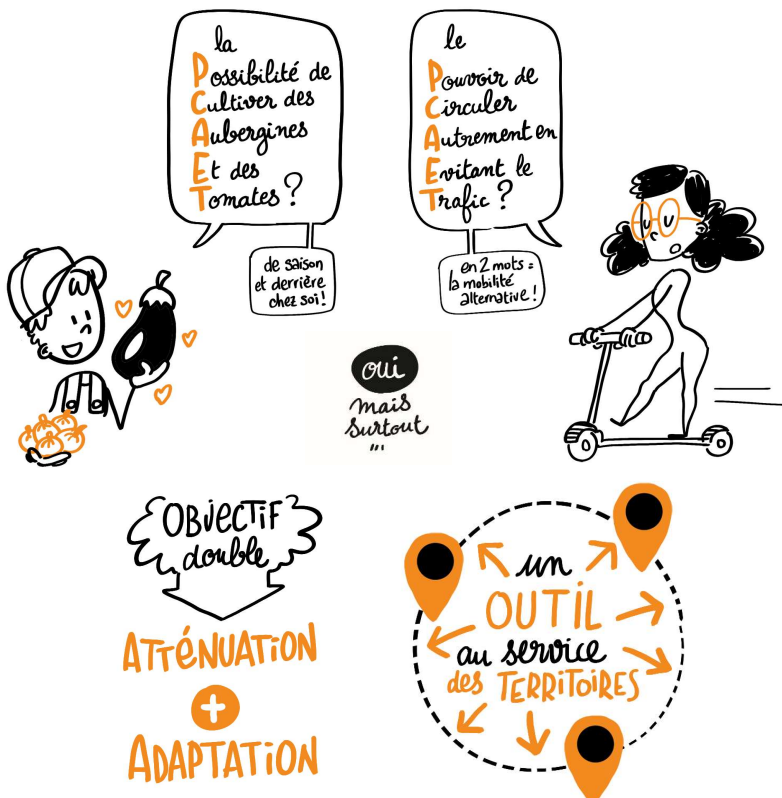 la
Possibilité de
Cultiver des
Aubergines
Et des
Tomates ?
de saison
et derrière
chez soi !
le
Pouvoir de
Circuler
Autrement en
Evitant le
Trafic ?
en 2 mots :
la mobilité
alternative !
oui
mais
surtout
...
OBJECTIF
double
ATTÉNUATION
+
ADAPTATION
un
OUTIL
au service
des TERRITOIRES